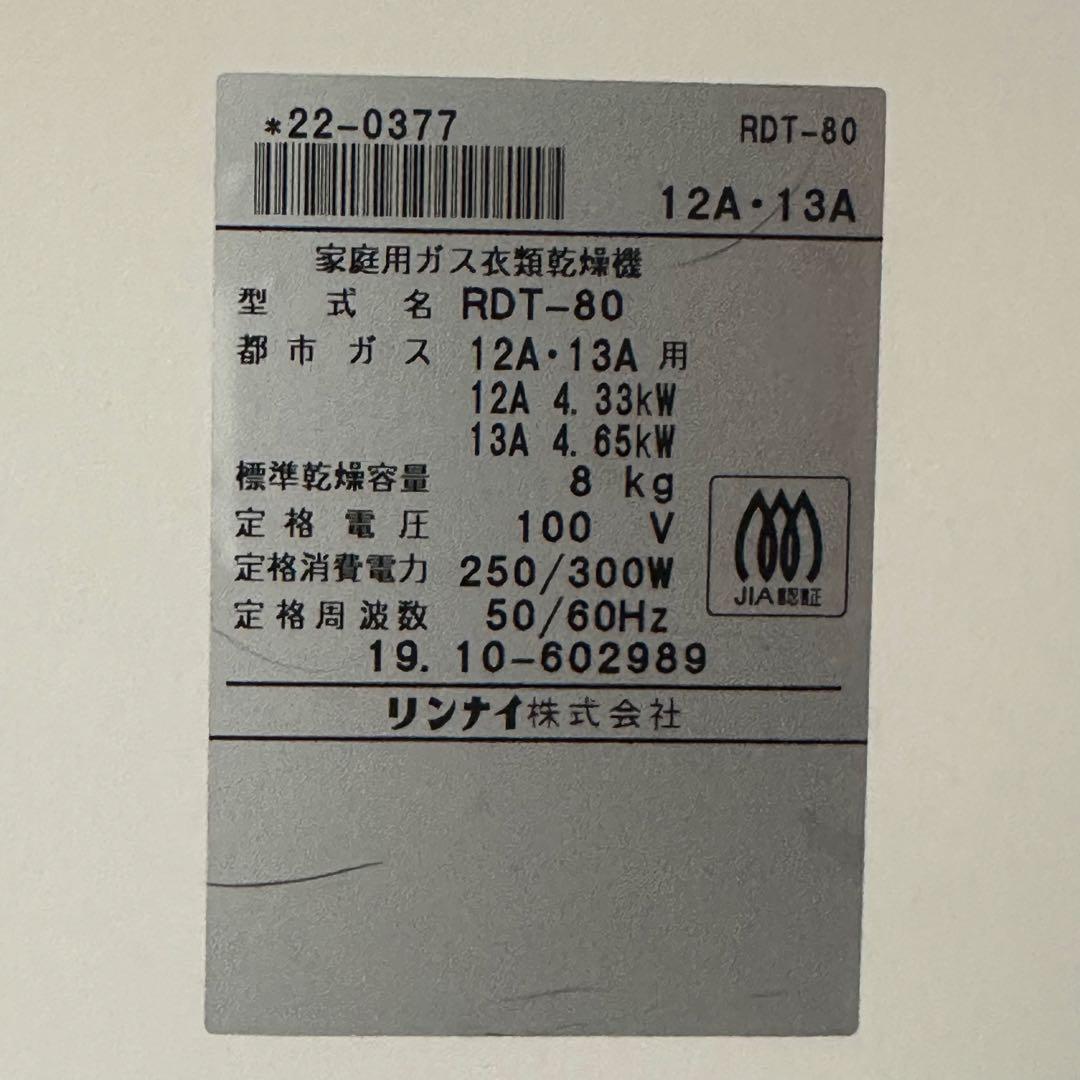 *22-0377
RDT-80
12A・13A
家庭用ガス衣類乾燥機
型式名 RDT-80
都市ガス 12A・13A用
12A 4.33kW
13A 4.65kW
標準乾燥容量 8 kg
定格電圧 100 V
定格消費電力 250/300W
定格周波数 50/60Hz
19.10-602989
JIA認証
リンナイ株式会社